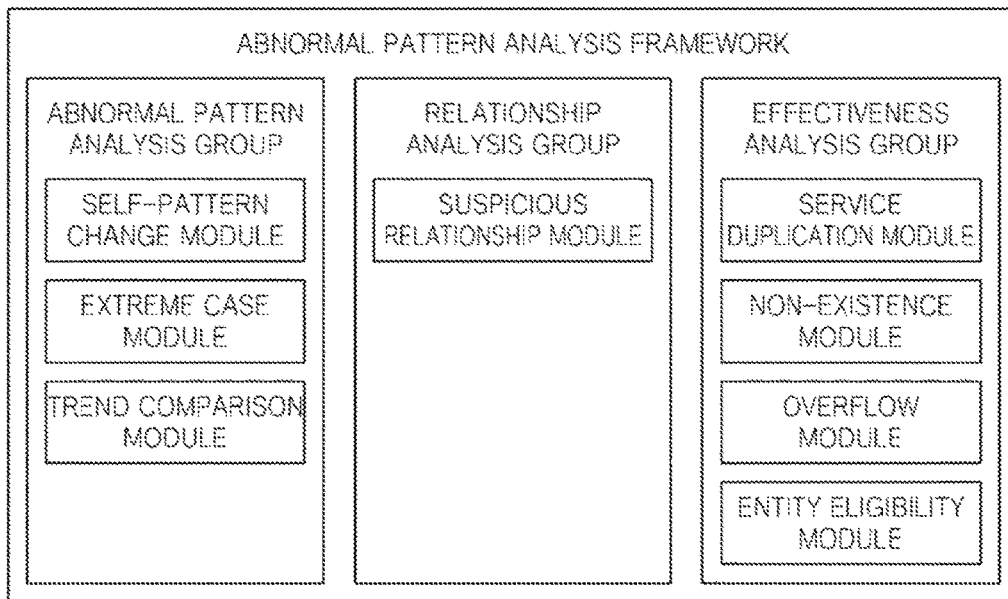 ABNORMAL PATTERN ANALYSIS FRAMEWORK
ABNORMAL PATTERN
ANALYSIS GROUP
SELF-PATTERN
CHANGE MODULE
EXTREME CASE
MODULE
TREND COMPARISON
MODULE
RELATIONSHIP
ANALYSIS GROUP
SUSPICIOUS
RELATIONSHIP MODULE
EFFECTIVENESS
ANALYSIS GROUP
SERVICE
DUPLICATION MODULE
NON-EXISTENCE
MODULE
OVERFLOW
MODULE
ENTITY ELIGIBILITY
MODULE